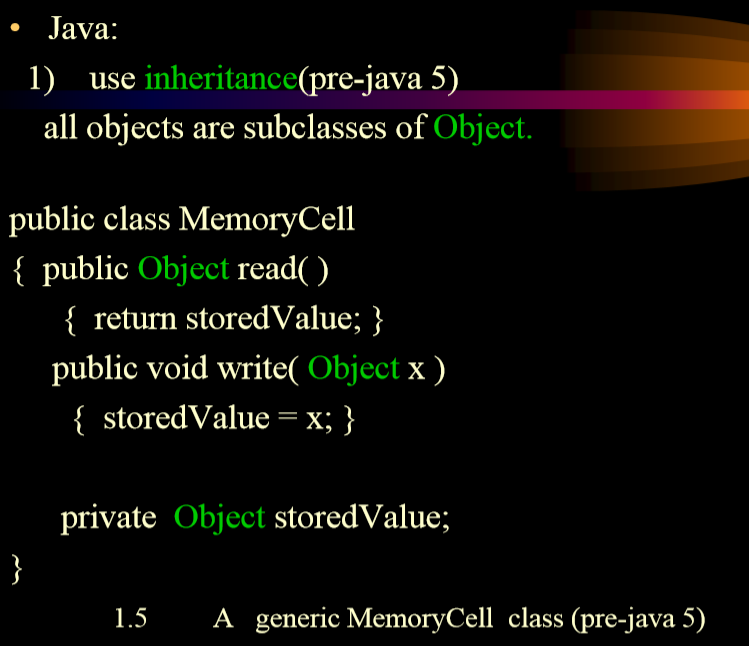 • Java:
1) use inheritance(pre-java 5)
all objects are subclasses of Object.
public class MemoryCell
{ public Object read( )
{ return storedValue; }
public void write( Object x )
{ storedValue = x; }
private Object storedValue;
}
1.5 A generic MemoryCell class (pre-java 5)